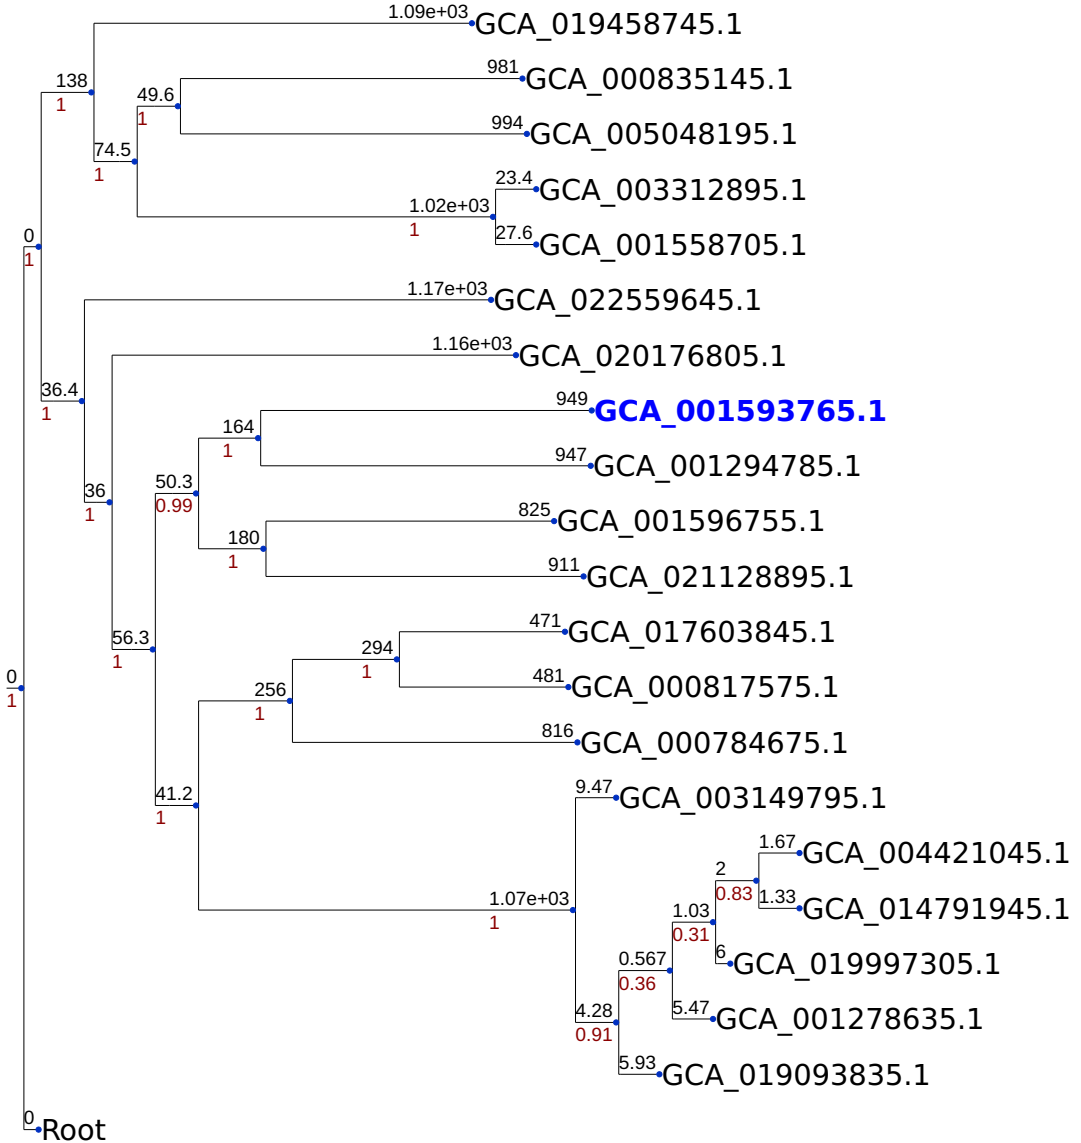 1.09e+03 GCA_019458745.1
138
1
981 GCA_000835145.1
49.6
1
994 GCA_005048195.1
74.5
1
23.4 GCA_003312895.1
1.02e+03
1
27.6 GCA_001558705.1
0
1
1.17e+03 GCA_022559645.1
1.16e+03 GCA_020176805.1
36.4
1
949 GCA_001593765.1
164
1
947 GCA_001294785.1
36
1
50.3
0.99
825 GCA_001596755.1
180
1
911 GCA_021128895.1
56.3
1
471 GCA_017603845.1
294
1
481 GCA_000817575.1
0
1
256
1
816 GCA_000784675.1
41.2
1
9.47 GCA_003149795.1
1.67 GCA_004421045.1
2
0.83
1.33 GCA_014791945.1
1.07e+03
1
1.03
0.31
6 GCA_019997305.1
0.567
0.36
5.47 GCA_001278635.1
4.28
0.91
5.93 GCA_019093835.1
0 Root